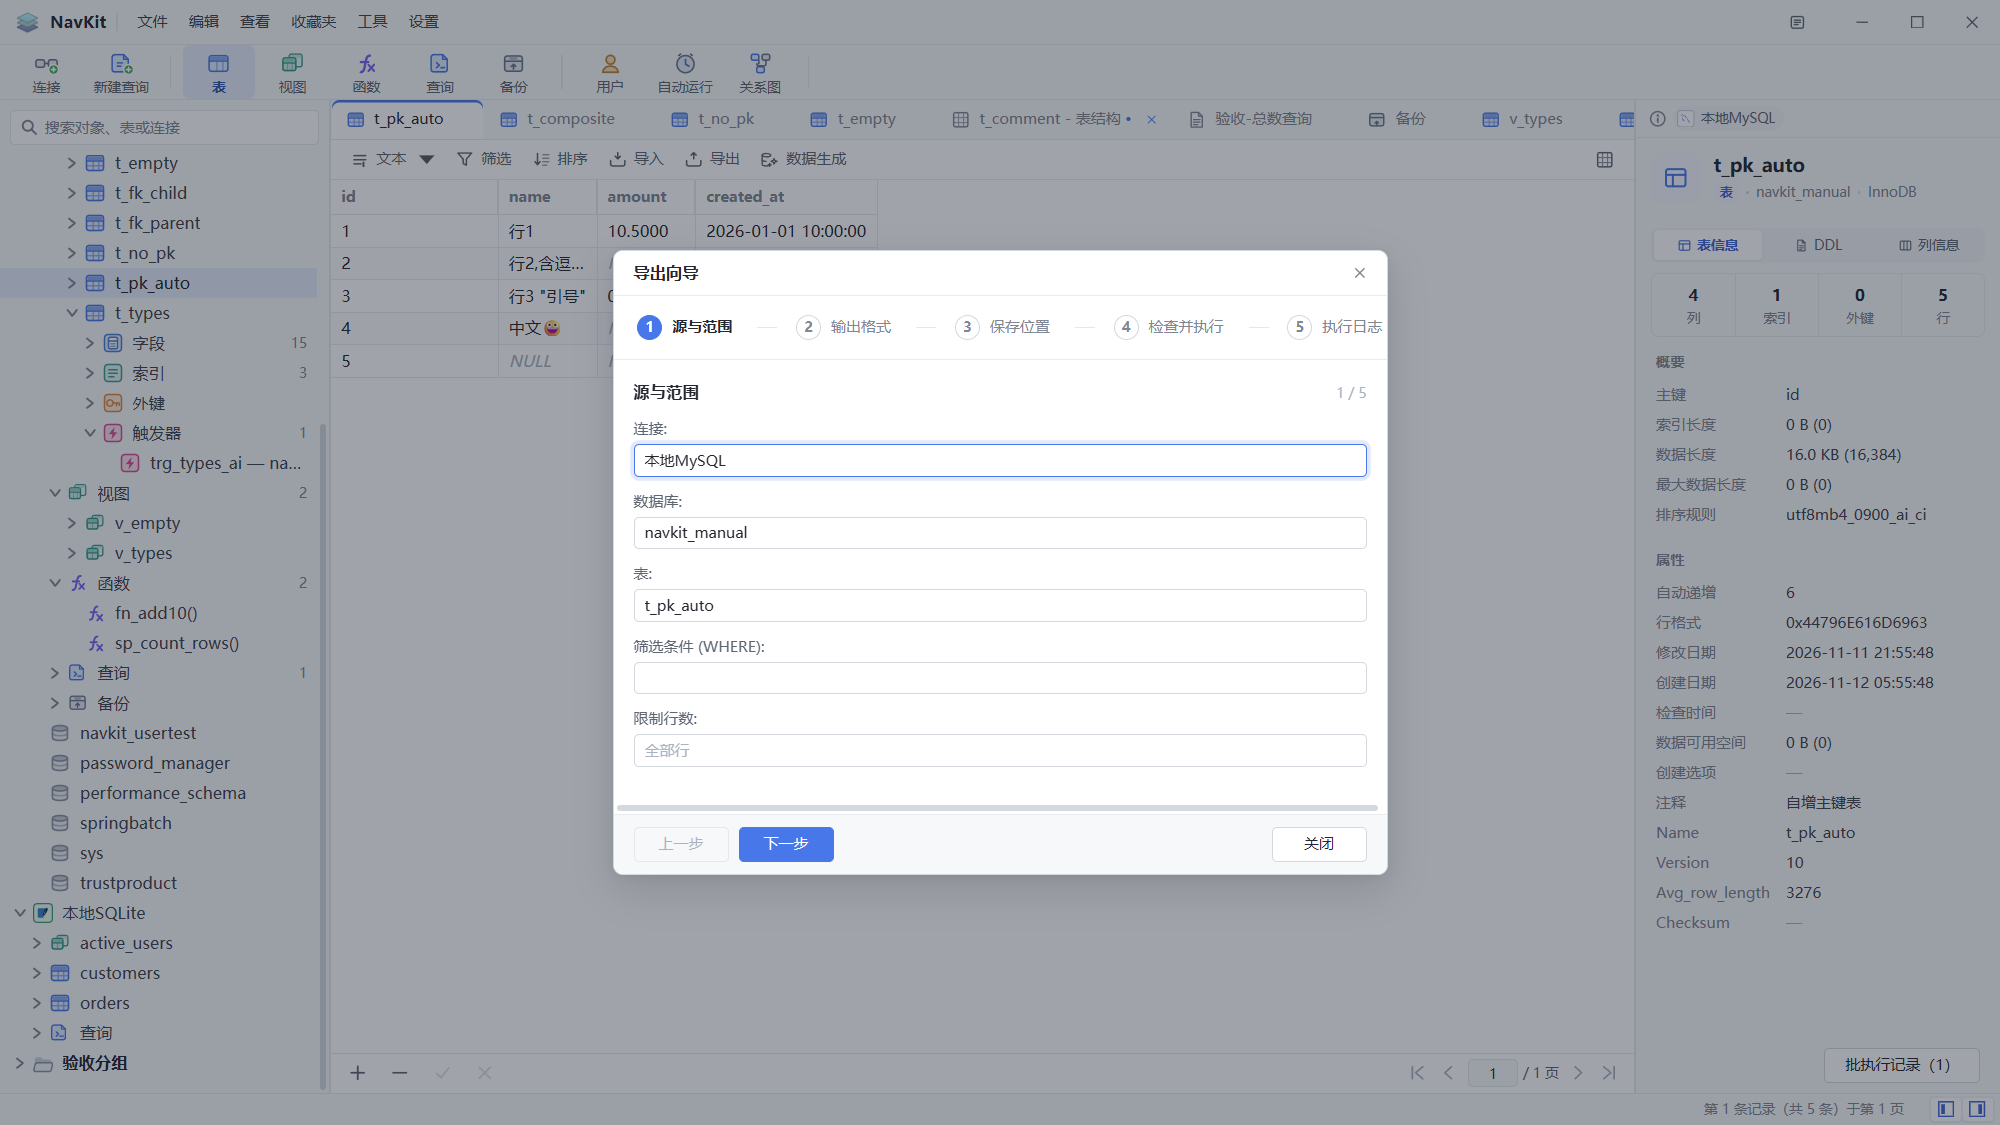 NavKit 文件 编辑 查看 收藏夹 工具 设置
连接 新建查询 表 视图 函数 查询 备份 用户 自动运行 关系图
搜索对象、表或连接
t_empty
t_fk_child
t_fk_parent
t_no_pk
t_pk_auto
t_types
字段 15
索引 3
外键
触发器 1
trg_types_ai — na...
视图 2
v_empty
v_types
函数 2
fn_add10()
sp_count_rows()
查询 1
备份
navkit_usertest
password_manager
performance_schema
springbatch
sys
trustproduct
本地SQLite
active_users
customers
orders
查询
验收分组
t_pk_auto t_composite t_no_pk t_empty t_comment - 表结构 • 验收-总数查询 备份 v_types
文本 筛选 排序 导入 导出 数据生成
id name amount created_at
1 行1 10.5000 2026-01-01 10:00:00
2 行2,含逗...
3 行3 "引号"
4 中文😀
5 NULL
导出向导
1 源与范围 2 输出格式 3 保存位置 4 检查并执行 5 执行日志
源与范围 1 / 5
连接:
本地MySQL
数据库:
navkit_manual
表:
t_pk_auto
筛选条件 (WHERE):
限制行数:
全部行
上一步 下一步 关闭
1 / 1 页
本地MySQL
t_pk_auto
表 · navkit_manual · InnoDB
表信息 DDL 列信息
4 1 0 5
列 索引 外键 行
概要
主键 id
索引长度 0 B (0)
数据长度 16.0 KB (16,384)
最大数据长度 0 B (0)
排序规则 utf8mb4_0900_ai_ci
属性
自动递增 6
行格式 0x44796E616D6963
修改日期 2026-11-11 21:55:48
创建日期 2026-11-12 05:55:48
检查时间 —
数据可用空间 0 B (0)
创建选项 —
注释 自增主键表
Name t_pk_auto
Version 10
Avg_row_length 3276
Checksum —
批执行记录 (1)
第 1 条记录 (共 5 条) 于第 1 页